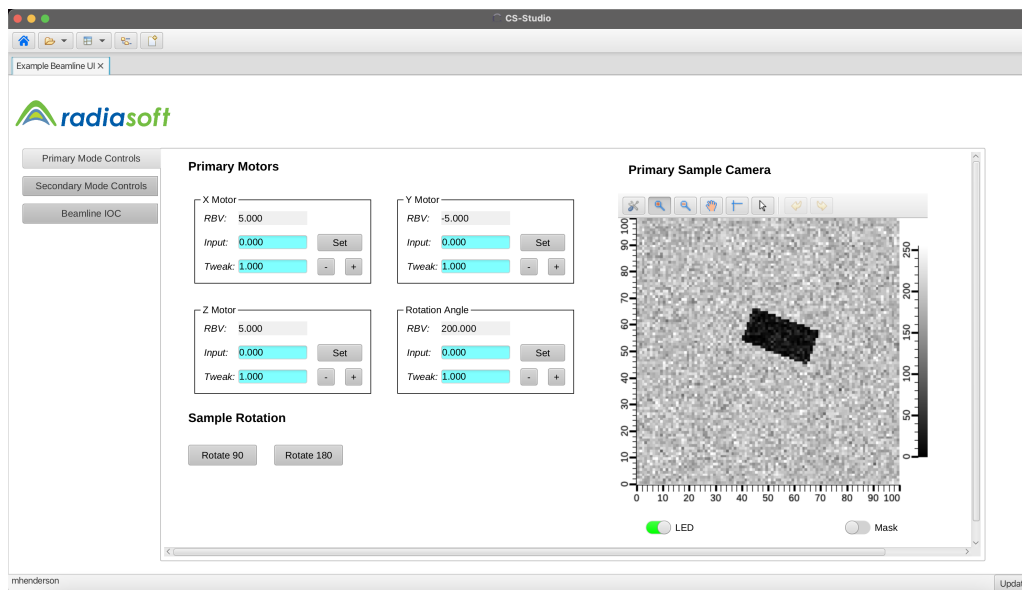 CS-Studio
Example Beamline UI
radiasoft
Primary Mode Controls
Secondary Mode Controls
Beamline IOC
Primary Motors
X Motor
RBV: 5.000
Input: 0.000 Set
Tweak: 1.000 - +
Y Motor
RBV: -5.000
Input: 0.000 Set
Tweak: 1.000 - +
Z Motor
RBV: 5.000
Input: 0.000 Set
Tweak: 1.000 - +
Rotation Angle
RBV: 200.000
Input: 0.000 Set
Tweak: 1.000 - +
Sample Rotation
Rotate 90 Rotate 180
Primary Sample Camera
100
90
80
70
60
50
40
30
20
10
0
0 10 20 30 40 50 60 70 80 90 100
250
200
150
100
50
0
LED Mask
mhenderson
Updat